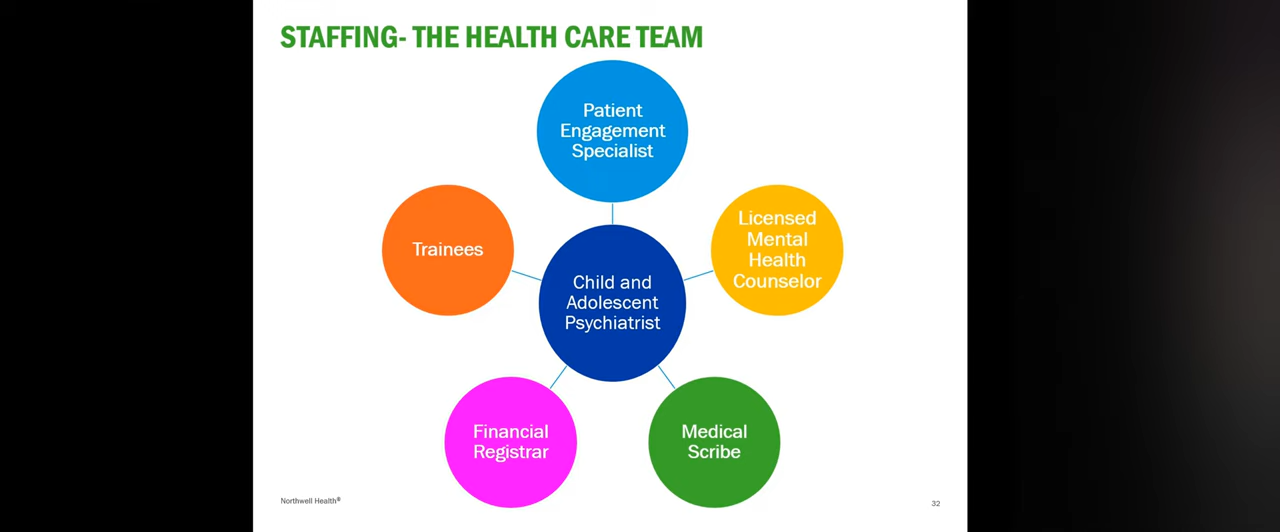 STAFFING- THE HEALTH CARE TEAM
Patient
Engagement
Specialist
Trainees
Licensed
Mental
Health
Counselor
Child and
Adolescent
Psychiatrist
Financial
Registrar
Medical
Scribe
Northwell Health®
32